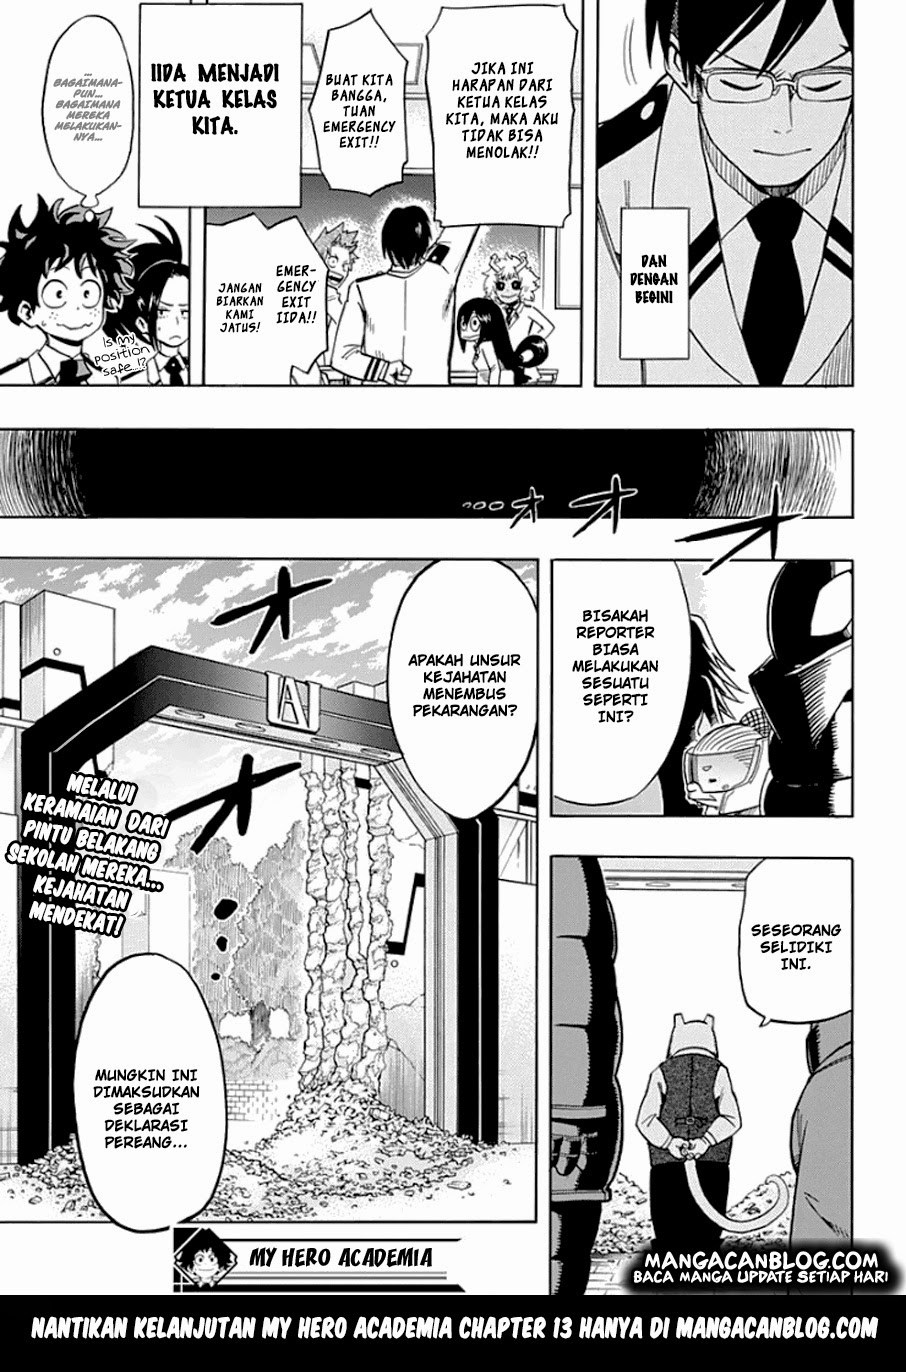 DAN
DENGAN
BEGINI
JIKA INI
HARAPAN DARI
KETUA KELAS
KITA, MAKA AKU
TIDAK BISA
MENOLAK!!
BUAT KITA
BANGGA,
TUAN
EMERGENCY
EXIT!!
EMER-
GENCY
EXIT
IIDA!!
JANGAN
BIARKAN
KAMI
JATUS!
IIDA MENJADI
KETUA KELAS
KITA.
...
BAGAIMANA-
PUN...
BAGAIMANA
MEREKA
MELAKUKAN-
NYA...
Is my
position
safe...!?
オ オ オ
BISAKAH
REPORTER
BIASA
MELAKUKAN
SESUATU
SEPERTI
INI?
APAKAH UNSUR
KEJAHATAN
MENEMBUS
PEKARANGAN?
オ
オ
UA
MELALUI
KERAMAIAN DARI
PINTU BELAKANG
SEKOLAH MEREKA...
KEJAHATAN
MENDEKAT!
SESEORANG
SELIDIKI
INI.
MUNGKIN INI
DIMAKSUDKAN
SEBAGAI
DEKLARASI
PEREANG...
MY HERO ACADEMIA
MANGACANBLOG.COM
BACA MANGA UPDATE SETIAP HARI
NANTIKAN KELANJUTAN MY HERO ACADEMIA CHAPTER 13 HANYA DI MANGACANBLOG.COM